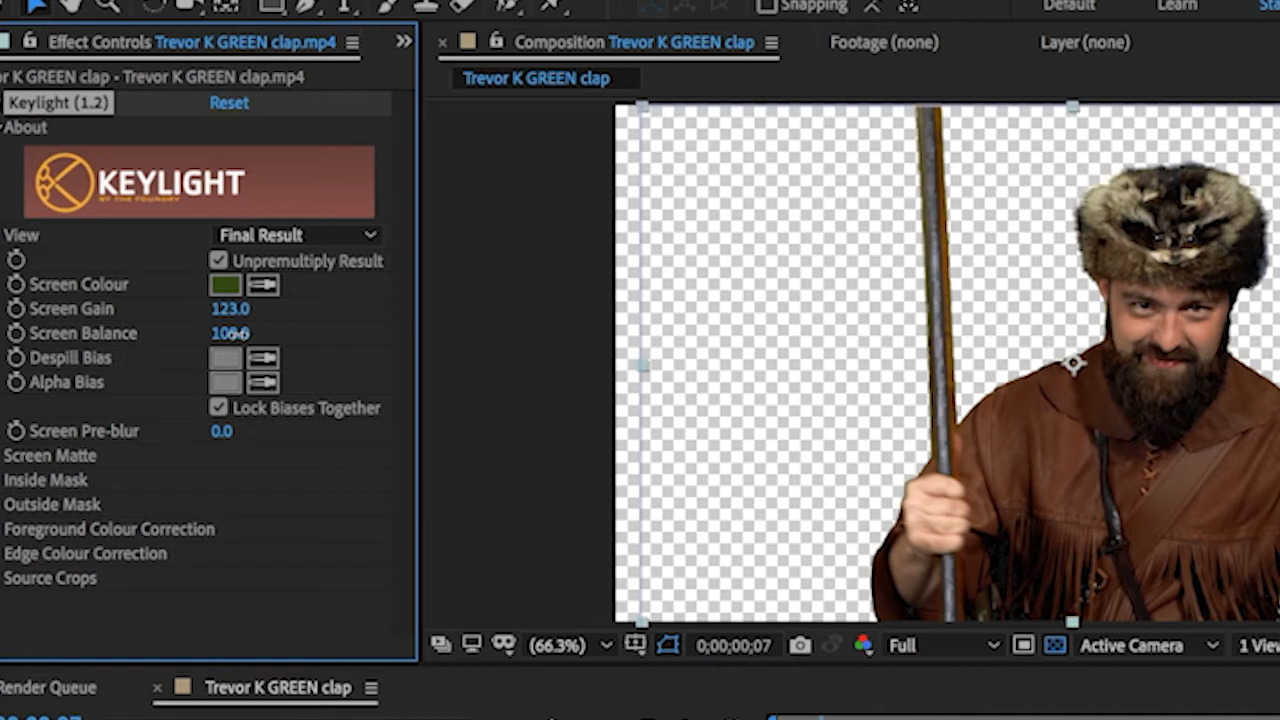 Snapping Default Learn
Effect Controls Trevor K GREEN clap.mp4
Composition Trevor K GREEN clap
Footage (none)
Layer (none)
K GREEN clap • Trevor K GREEN clap.mp4
Trevor K GREEN clap
Keylight (1.2) Reset
About
KEYLIGHT
BY THE FOUNDRY
View Final Result
Unpremultiply Result
Screen Colour
Screen Gain 123.0
Screen Balance
Despill Bias
Alpha Bias
Lock Biases Together
Screen Pre-blur 0.0
Screen Matte
Inside Mask
Outside Mask
Foreground Colour Correction
Edge Colour Correction
Source Crops
(66.3%) 0;00;00;07 Full Active Camera
Render Queue
Trevor K GREEN clap